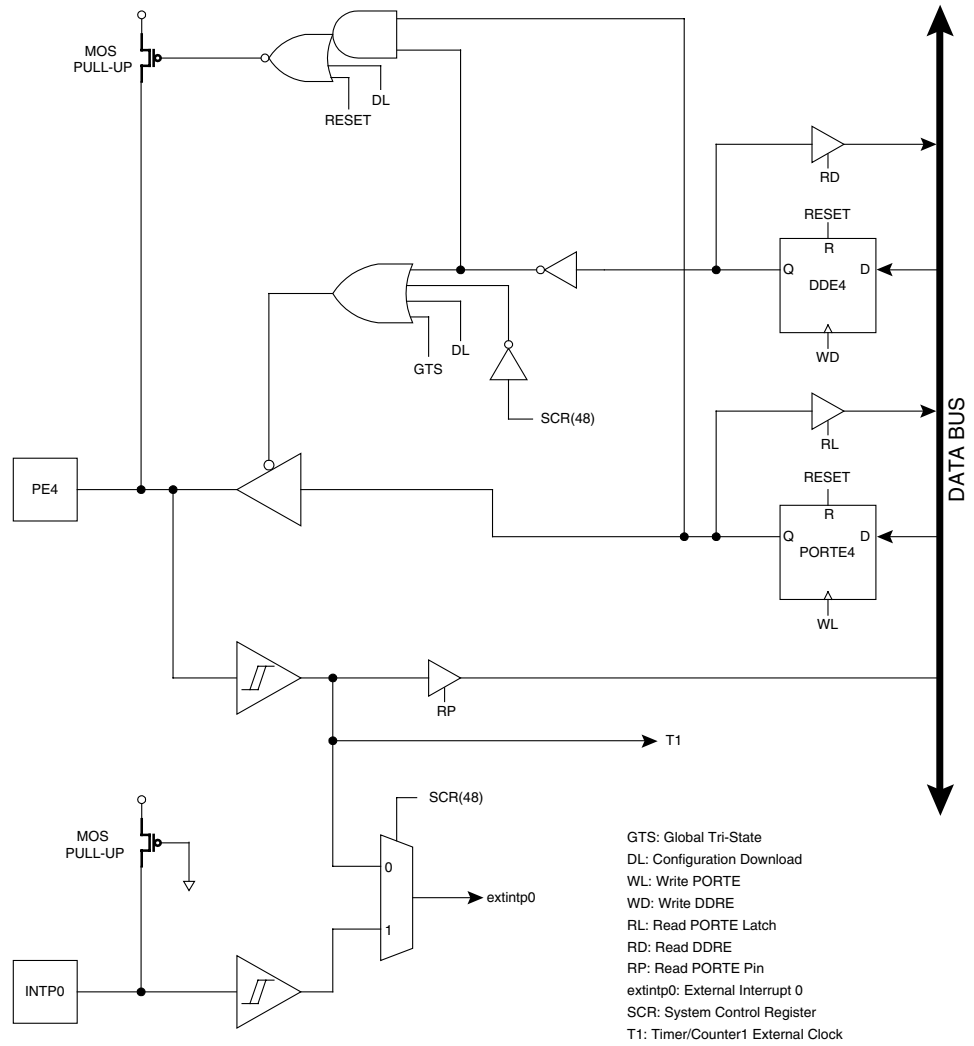 MOS
PULL-UP
DL
RESET
RD
RESET
R
Q
D
DDE4
WD
DL
GTS
SCR(48)
RL
DATA BUS
PE4
RESET
R
Q
D
PORTE4
WL
RP
T1
SCR(48)
MOS
PULL-UP
0
extintp0
1
INTP0
GTS: Global Tri-State
DL: Configuration Download
WL: Write PORTE
WD: Write DDRE
RL: Read PORTE Latch
RD: Read DDRE
RP: Read PORTE Pin
extintp0: External Interrupt 0
SCR: System Control Register
T1: Timer/Counter1 External Clock